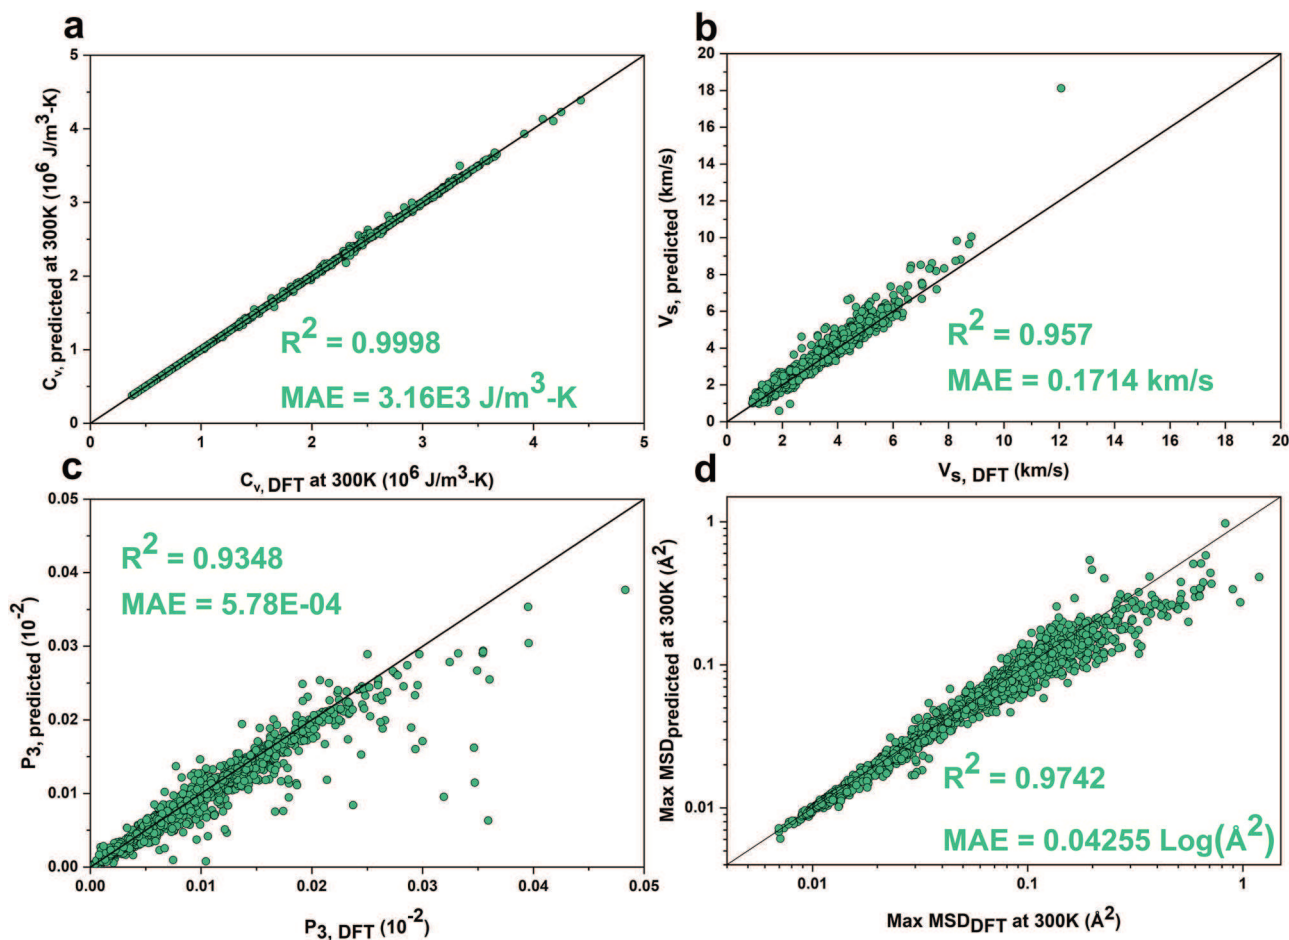 a
5
4
3
2
1
0
0 1 2 3 4 5
C_v, predicted at 300K (10^6 J/m^3-K)
R^2 = 0.9998
MAE = 3.16E3 J/m^3-K
C_v, DFT at 300K (10^6 J/m^3-K)
b
20
18
16
14
12
10
8
6
4
2
0
0 2 4 6 8 10 12 14 16 18 20
V_s, predicted (km/s)
R^2 = 0.957
MAE = 0.1714 km/s
V_s, DFT (km/s)
c
0.05
0.04
0.03
0.02
0.01
0.00
0.00 0.01 0.02 0.03 0.04 0.05
P_3, predicted (10^-2)
R^2 = 0.9348
MAE = 5.78E-04
P_3, DFT (10^-2)
d
1
0.1
0.01
0.01 0.1 1
Max MSD_predicted at 300K (Å^2)
R^2 = 0.9742
MAE = 0.04255 Log(Å^2)
Max MSD_DFT at 300K (Å^2)